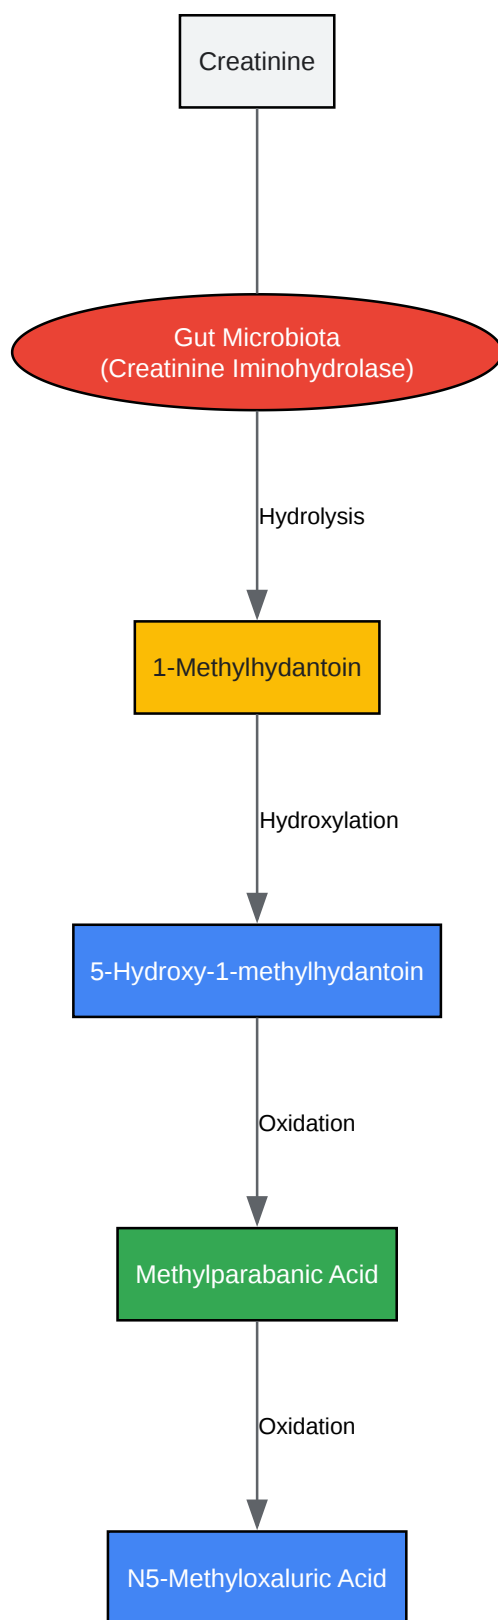 Creatinine
Gut Microbiota
(Creatinine Iminohydrolase)
Hydrolysis
1-Methylhydantoin
Hydroxylation
5-Hydroxy-1-methylhydantoin
Oxidation
Methylparabanic Acid
Oxidation
N5-Methyloxaluric Acid